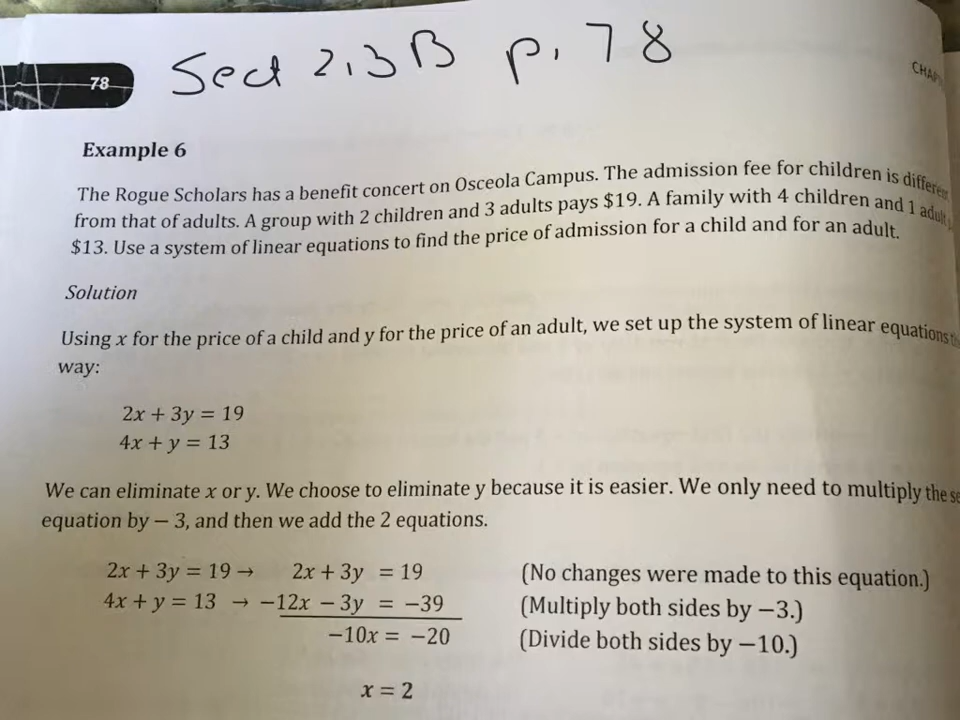 Sect 2.3 B p. 78
78
Example 6
The Rogue Scholars has a benefit concert on Osceola Campus. The admission fee for children is
from that of adults. A group with 2 children and 3 adults pays $19. A family with 4 children and 1 adult
$13. Use a system of linear equations to find the price of admission for a child and for an adult.
Solution
Using x for the price of a child and y for the price of an adult, we set up the system of linear equations
way:
2x + 3y = 19
4x + y = 13
We can eliminate x or y. We choose to eliminate y because it is easier. We only need to multiply the
equation by − 3, and then we add the 2 equations.
2x + 3y = 19 → 2x + 3y = 19 (No changes were made to this equation.)
4x + y = 13 → −12x − 3y = −39 (Multiply both sides by −3.)
−10x = −20 (Divide both sides by −10.)
x = 2